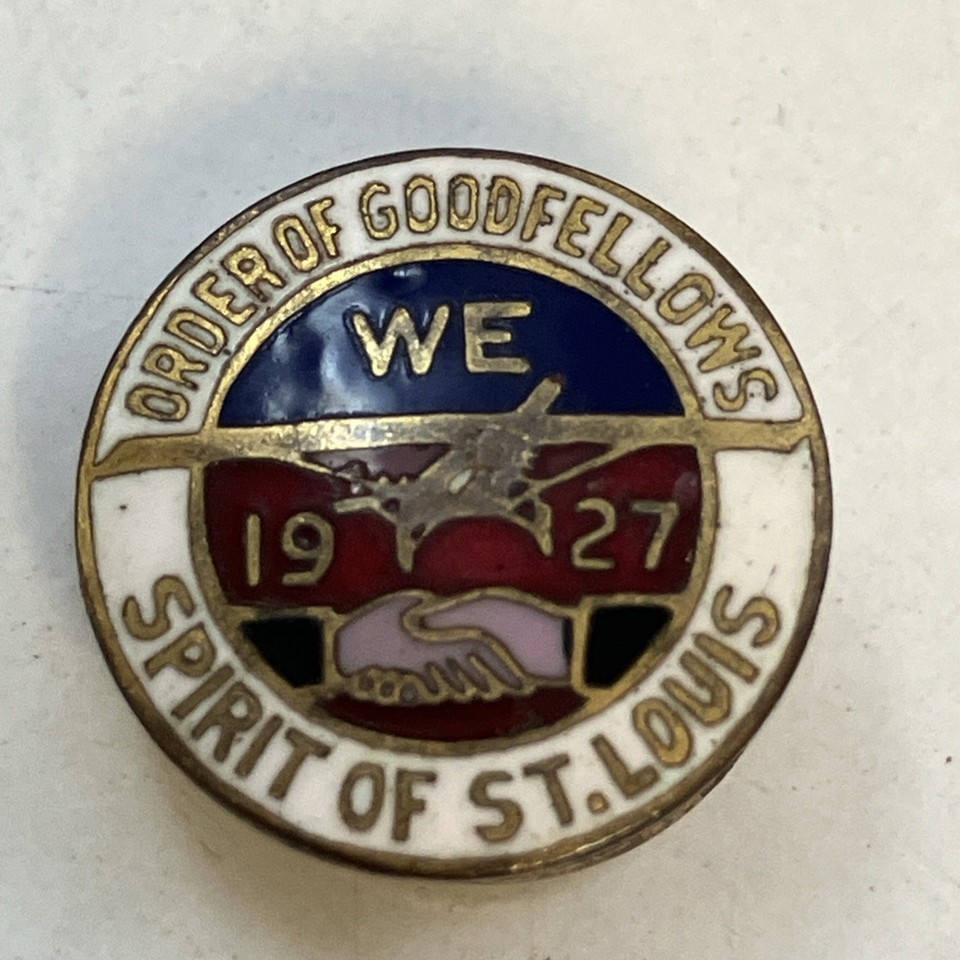 ORDER OF GOODFELLOWS
WE
19 27
SPIRIT OF ST. LOUIS